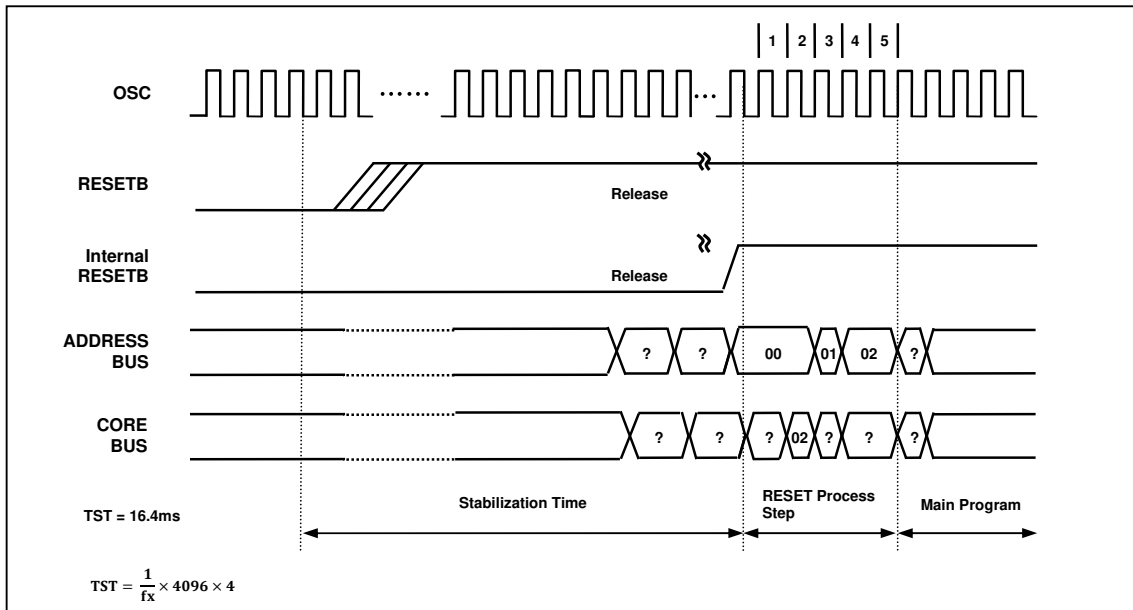 1 2 3 4 5
OSC
...... ...
RESETB
Release
Internal
RESETB
Release
ADDRESS
BUS
? ? 00 01 02 ?
CORE
BUS
? ? ? 02 ? ? ?
TST = 16.4ms
Stabilization Time
RESET Process
Step
Main Program
TST = 1/fx × 4096 × 4